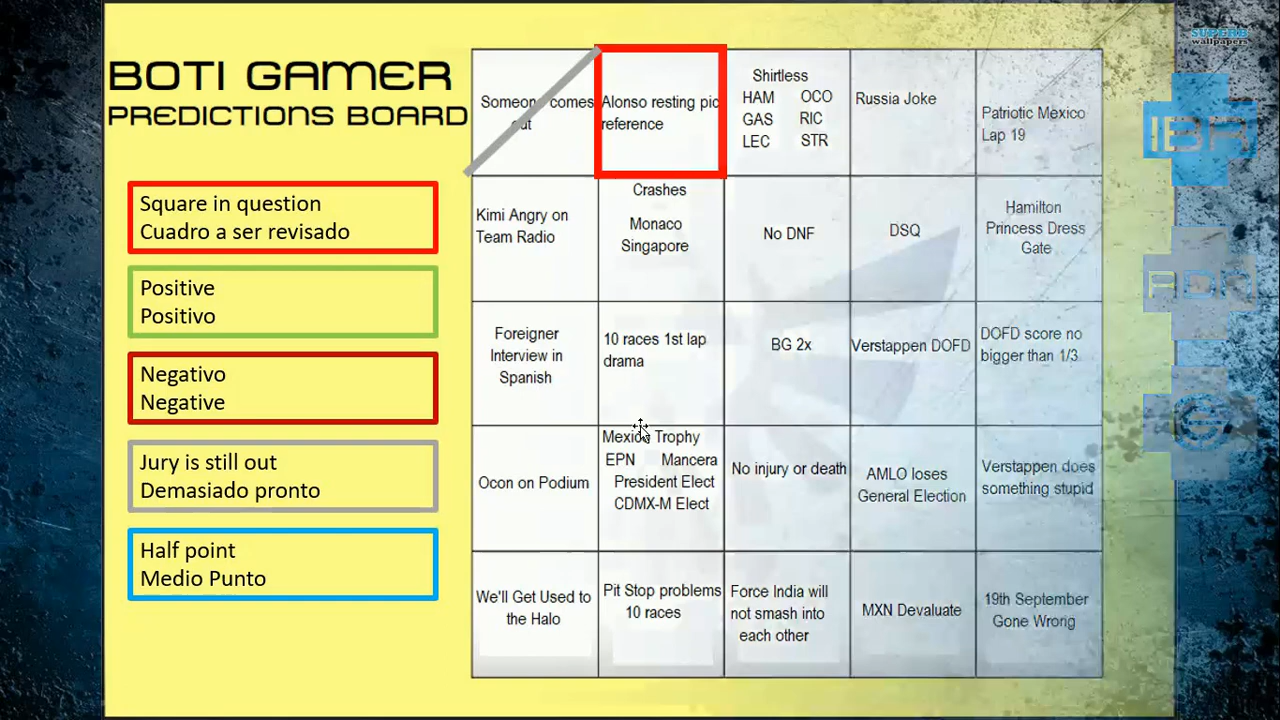 BOTI GAMER
PREDICTIONS BOARD
Square in question
Cuadro a ser revisado
Positive
Positivo
Negativo
Negative
Jury is still out
Demasiado pronto
Half point
Medio Punto
Someone comes
out
Alonso resting pic
reference
Shirtless
HAM OCO
GAS RIC
LEC STR
Russia Joke
Patriotic Mexico
Lap 19
Kimi Angry on
Team Radio
Crashes
Monaco
Singapore
No DNF
DSQ
Hamilton
Princess Dress
Gate
Foreigner
Interview in
Spanish
10 races 1st lap
drama
BG 2x
Verstappen DOFD
DOFD score no
bigger than 1/3
Ocon on Podium
Mexico Trophy
EPN Mancera
President Elect
CDMX-M Elect
No injury or death
AMLO loses
General Election
Verstappen does
something stupid
We'll Get Used to
the Halo
Pit Stop problems
10 races
Force India will
not smash into
each other
MXN Devaluate
19th September
Gone Wrong
SUPERB
wallpapers
IBR